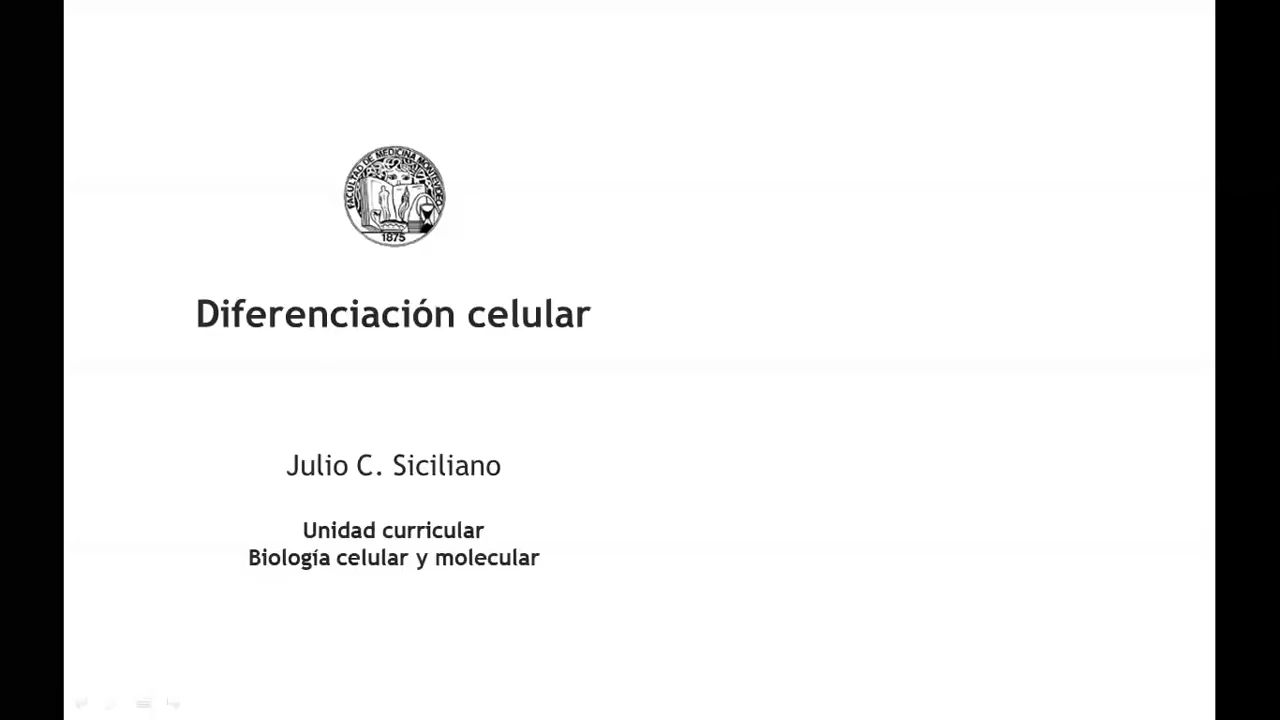 FACULTAD DE MEDICINA MONTEVIDEO
1875
Diferenciación celular
Julio C. Siciliano
Unidad curricular
Biología celular y molecular